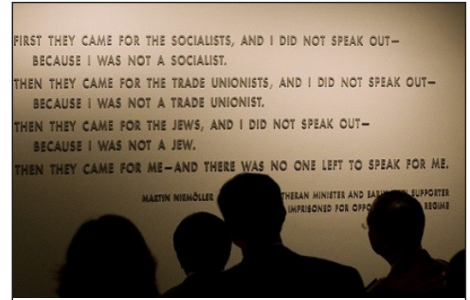 FIRST THEY CAME FOR THE SOCIALISTS, AND I DID NOT SPEAK OUT—
BECAUSE I WAS NOT A SOCIALIST.
THEN THEY CAME FOR THE TRADE UNIONISTS, AND I DID NOT SPEAK OUT—
BECAUSE I WAS NOT A TRADE UNIONIST.
THEN THEY CAME FOR THE JEWS, AND I DID NOT SPEAK OUT—
BECAUSE I WAS NOT A JEW.
THEN THEY CAME FOR ME—AND THERE WAS NO ONE LEFT TO SPEAK FOR ME.
MARTIN NIEMÖLLER MINISTER AND SUPPORTER
IMPRISONED FOR REGIME